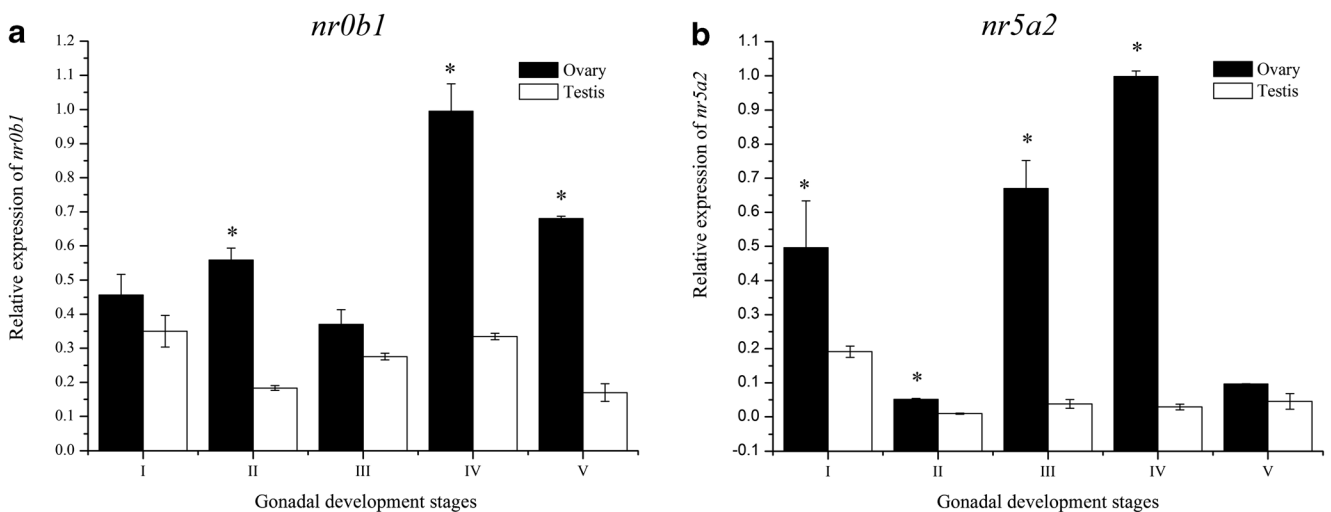 a
nr0b1
Relative expression of nr0b1
1.2
1.1
1.0
0.9
0.8
0.7
0.6
0.5
0.4
0.3
0.2
0.1
0.0
*
*
*
Ovary
Testis
I II III IV V
Gonadal development stages
b
nr5a2
Relative expression of nr5a2
1.1
1.0
0.9
0.8
0.7
0.6
0.5
0.4
0.3
0.2
0.1
0.0
-0.1
*
*
*
*
Ovary
Testis
I II III IV V
Gonadal development stages